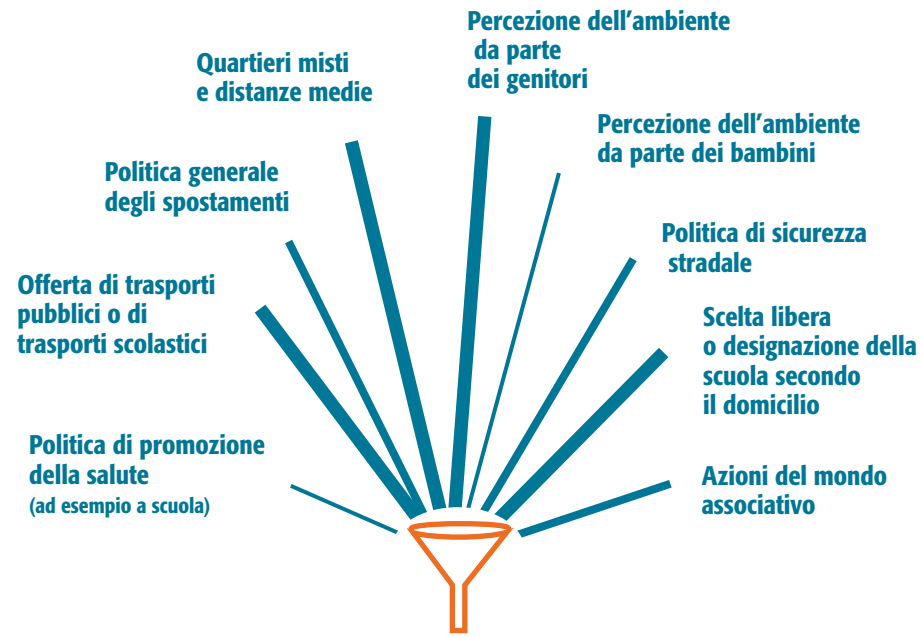 Percezione dell'ambiente
da parte
dei genitori
Quartieri misti
e distanze medie
Percezione dell'ambiente
da parte dei bambini
Politica generale
degli spostamenti
Politica di sicurezza
stradale
Offerta di trasporti
pubblici o di
trasporti scolastici
Scelta libera
o designazione della
scuola secondo
il domicilio
Politica di promozione
della salute
(ad esempio a scuola)
Azioni del mondo
associativo